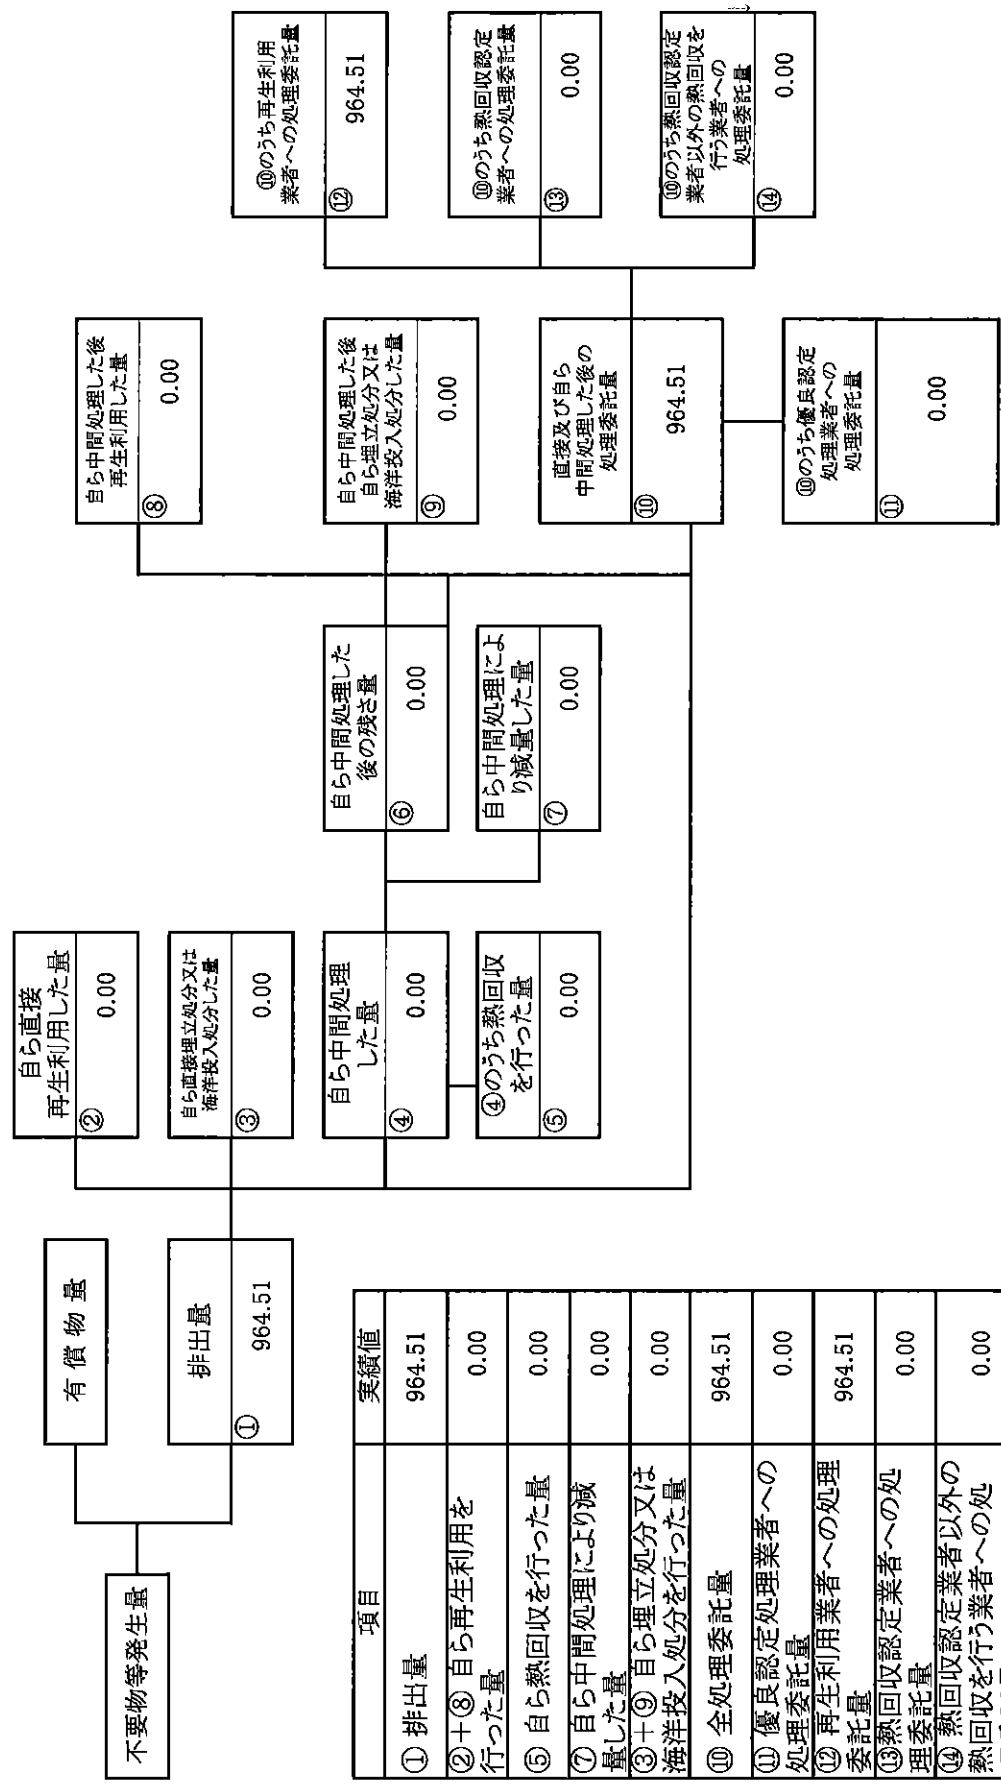 不要物等発生量
有償物量
排出量
①
964.51
自ら直接
再生利用した量
②
0.00
自ら直接埋立処分又は
海洋投入処分した量
③
0.00
自ら中間処理
した量
④
0.00
④のうち熱回収
を行った量
⑤
0.00
自ら中間処理した
後の残さ量
⑥
0.00
自ら中間処理によ
り減量した量
⑦
0.00
自ら中間処理した後
再生利用した量
⑧
0.00
自ら中間処理した後
自ら埋立処分又は
海洋投入処分した量
⑨
0.00
直接及び自ら
中間処理した後の
処理委託量
⑩
964.51
⑩のうち優良認定
処理業者への
処理委託量
⑪
0.00
⑩のうち再生利用
業者への処理委託量
⑫
964.51
⑩のうち熱回収認定
業者への処理委託量
⑬
0.00
⑩のうち熱回収認定
業者以外の熱回収を
行う業者への
処理委託量
⑭
0.00
項目 実績値
①排出量 964.51
②＋⑧ 自ら再生利用を
行った量 0.00
⑤ 自ら熱回収を行った量 0.00
⑦ 自ら中間処理により減
量した量 0.00
③＋⑨ 自ら埋立処分又は
海洋投入処分を行った量 0.00
⑩ 全処理委託量 964.51
⑪ 優良認定処理業者への
処理委託量 0.00
⑫ 再生利用業者への処理
委託量 964.51
⑬熱回収認定業者への処
理委託量 0.00
⑭ 熱回収認定業者以外の
熱回収を行う業者への処 0.00